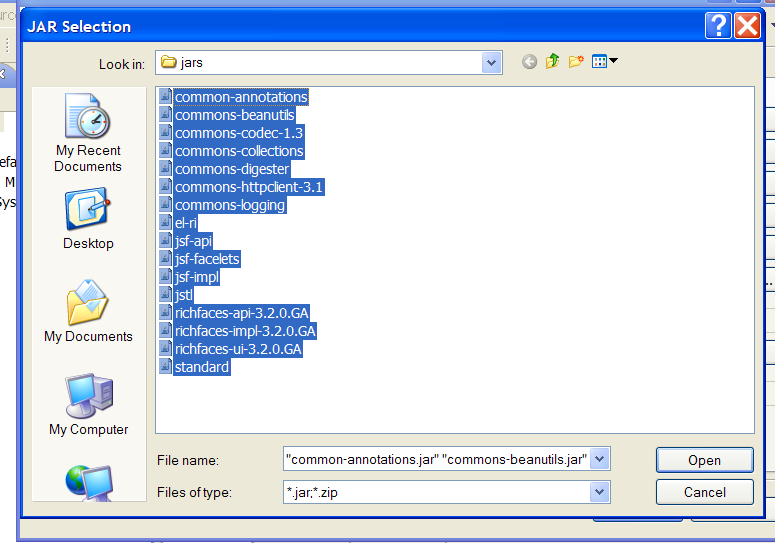 JAR Selection
Look in: jars
My Recent
Documents
Desktop
My Documents
My Computer
common-annotations
commons-beanutils
commons-codec-1.3
commons-collections
commons-digester
commons-httpclient-3.1
commons-logging
el-ri
jsf-api
jsf-facelets
jsf-impl
jstl
richfaces-api-3.2.0.GA
richfaces-impl-3.2.0.GA
richfaces-ui-3.2.0.GA
standard
File name: "common-annotations.jar" "commons-beanutils.jar"
Open
Files of type: *.jar;*.zip
Cancel